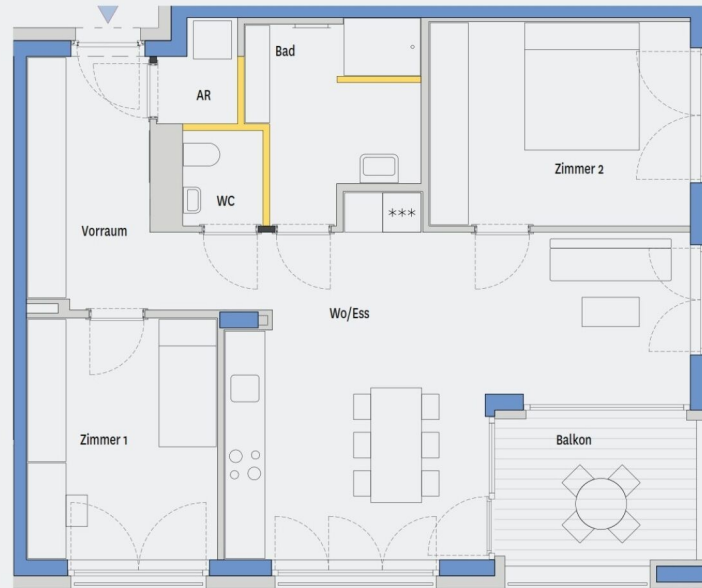 Bad
AR
Zimmer 2
WC
***
Vorraum
Wo/Ess
Zimmer 1
Balkon